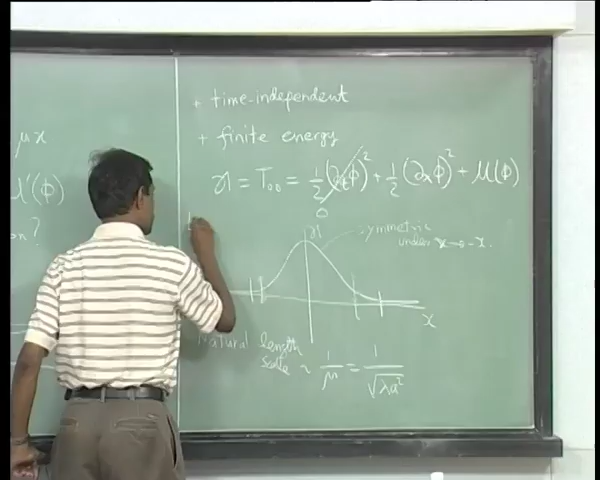 μx
U'(φ)
on?
+ time-independent
+ finite energy
H = T₀₀ = 1/2 (∂ₜφ)² + 1/2 (∂ₓφ)² + U(φ)
0
H
symmetric
under x → -x.
x
Natural length
scale ~ 1/μ = 1/√(λa²)